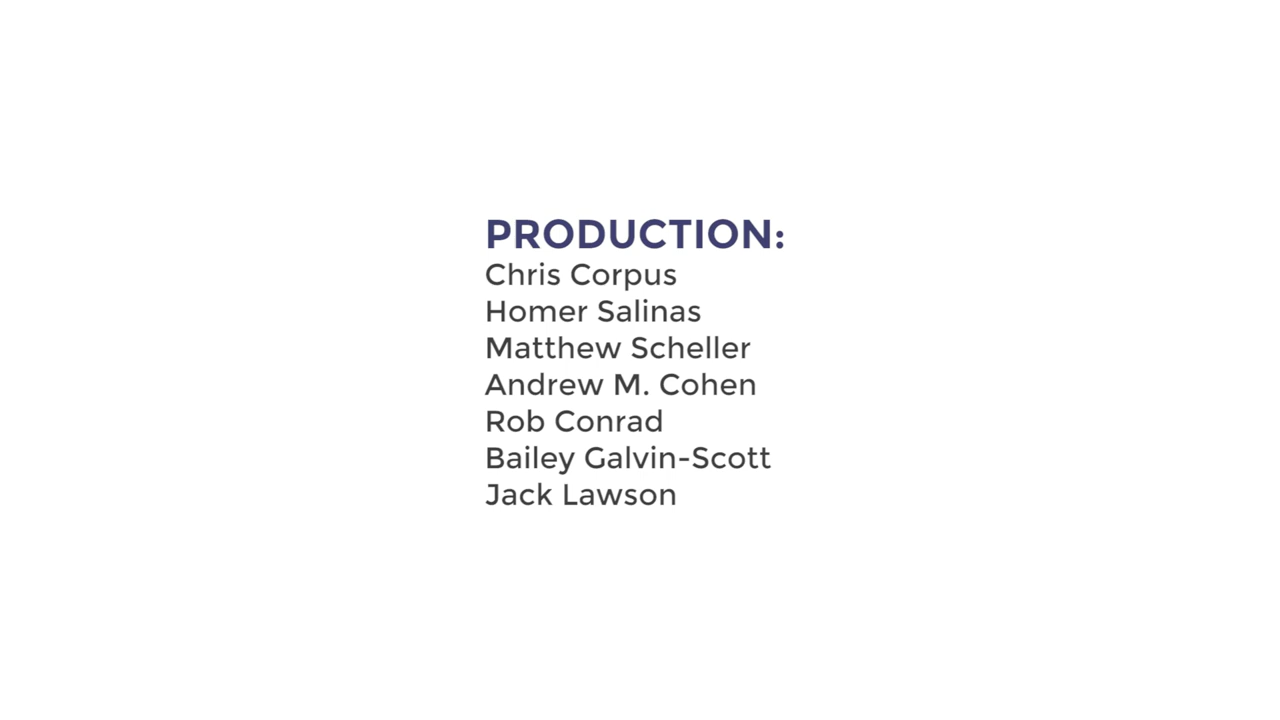 PRODUCTION:
Chris Corpus
Homer Salinas
Matthew Scheller
Andrew M. Cohen
Rob Conrad
Bailey Galvin-Scott
Jack Lawson